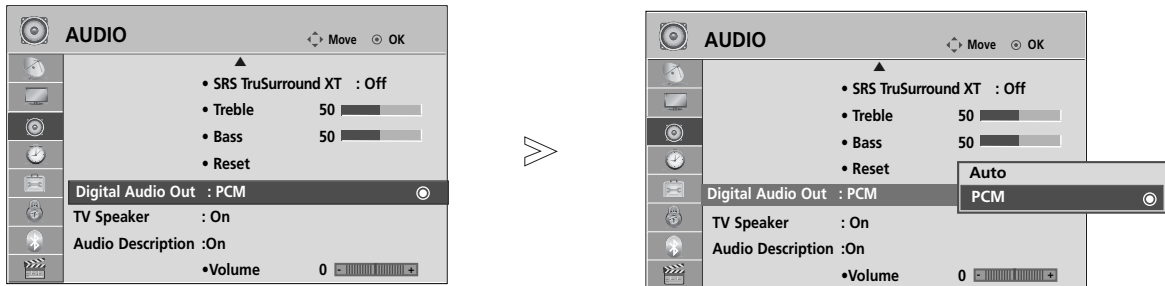 AUDIO
Move OK
• SRS TruSurround XT : Off
• Treble 50
• Bass 50
• Reset
Digital Audio Out : PCM
TV Speaker : On
Audio Description :On
•Volume 0 - +
AUDIO
Move OK
• SRS TruSurround XT : Off
• Treble 50
• Bass 50
• Reset
Digital Audio Out : PCM
TV Speaker : On
Audio Description :On
•Volume 0 - +
Auto
PCM